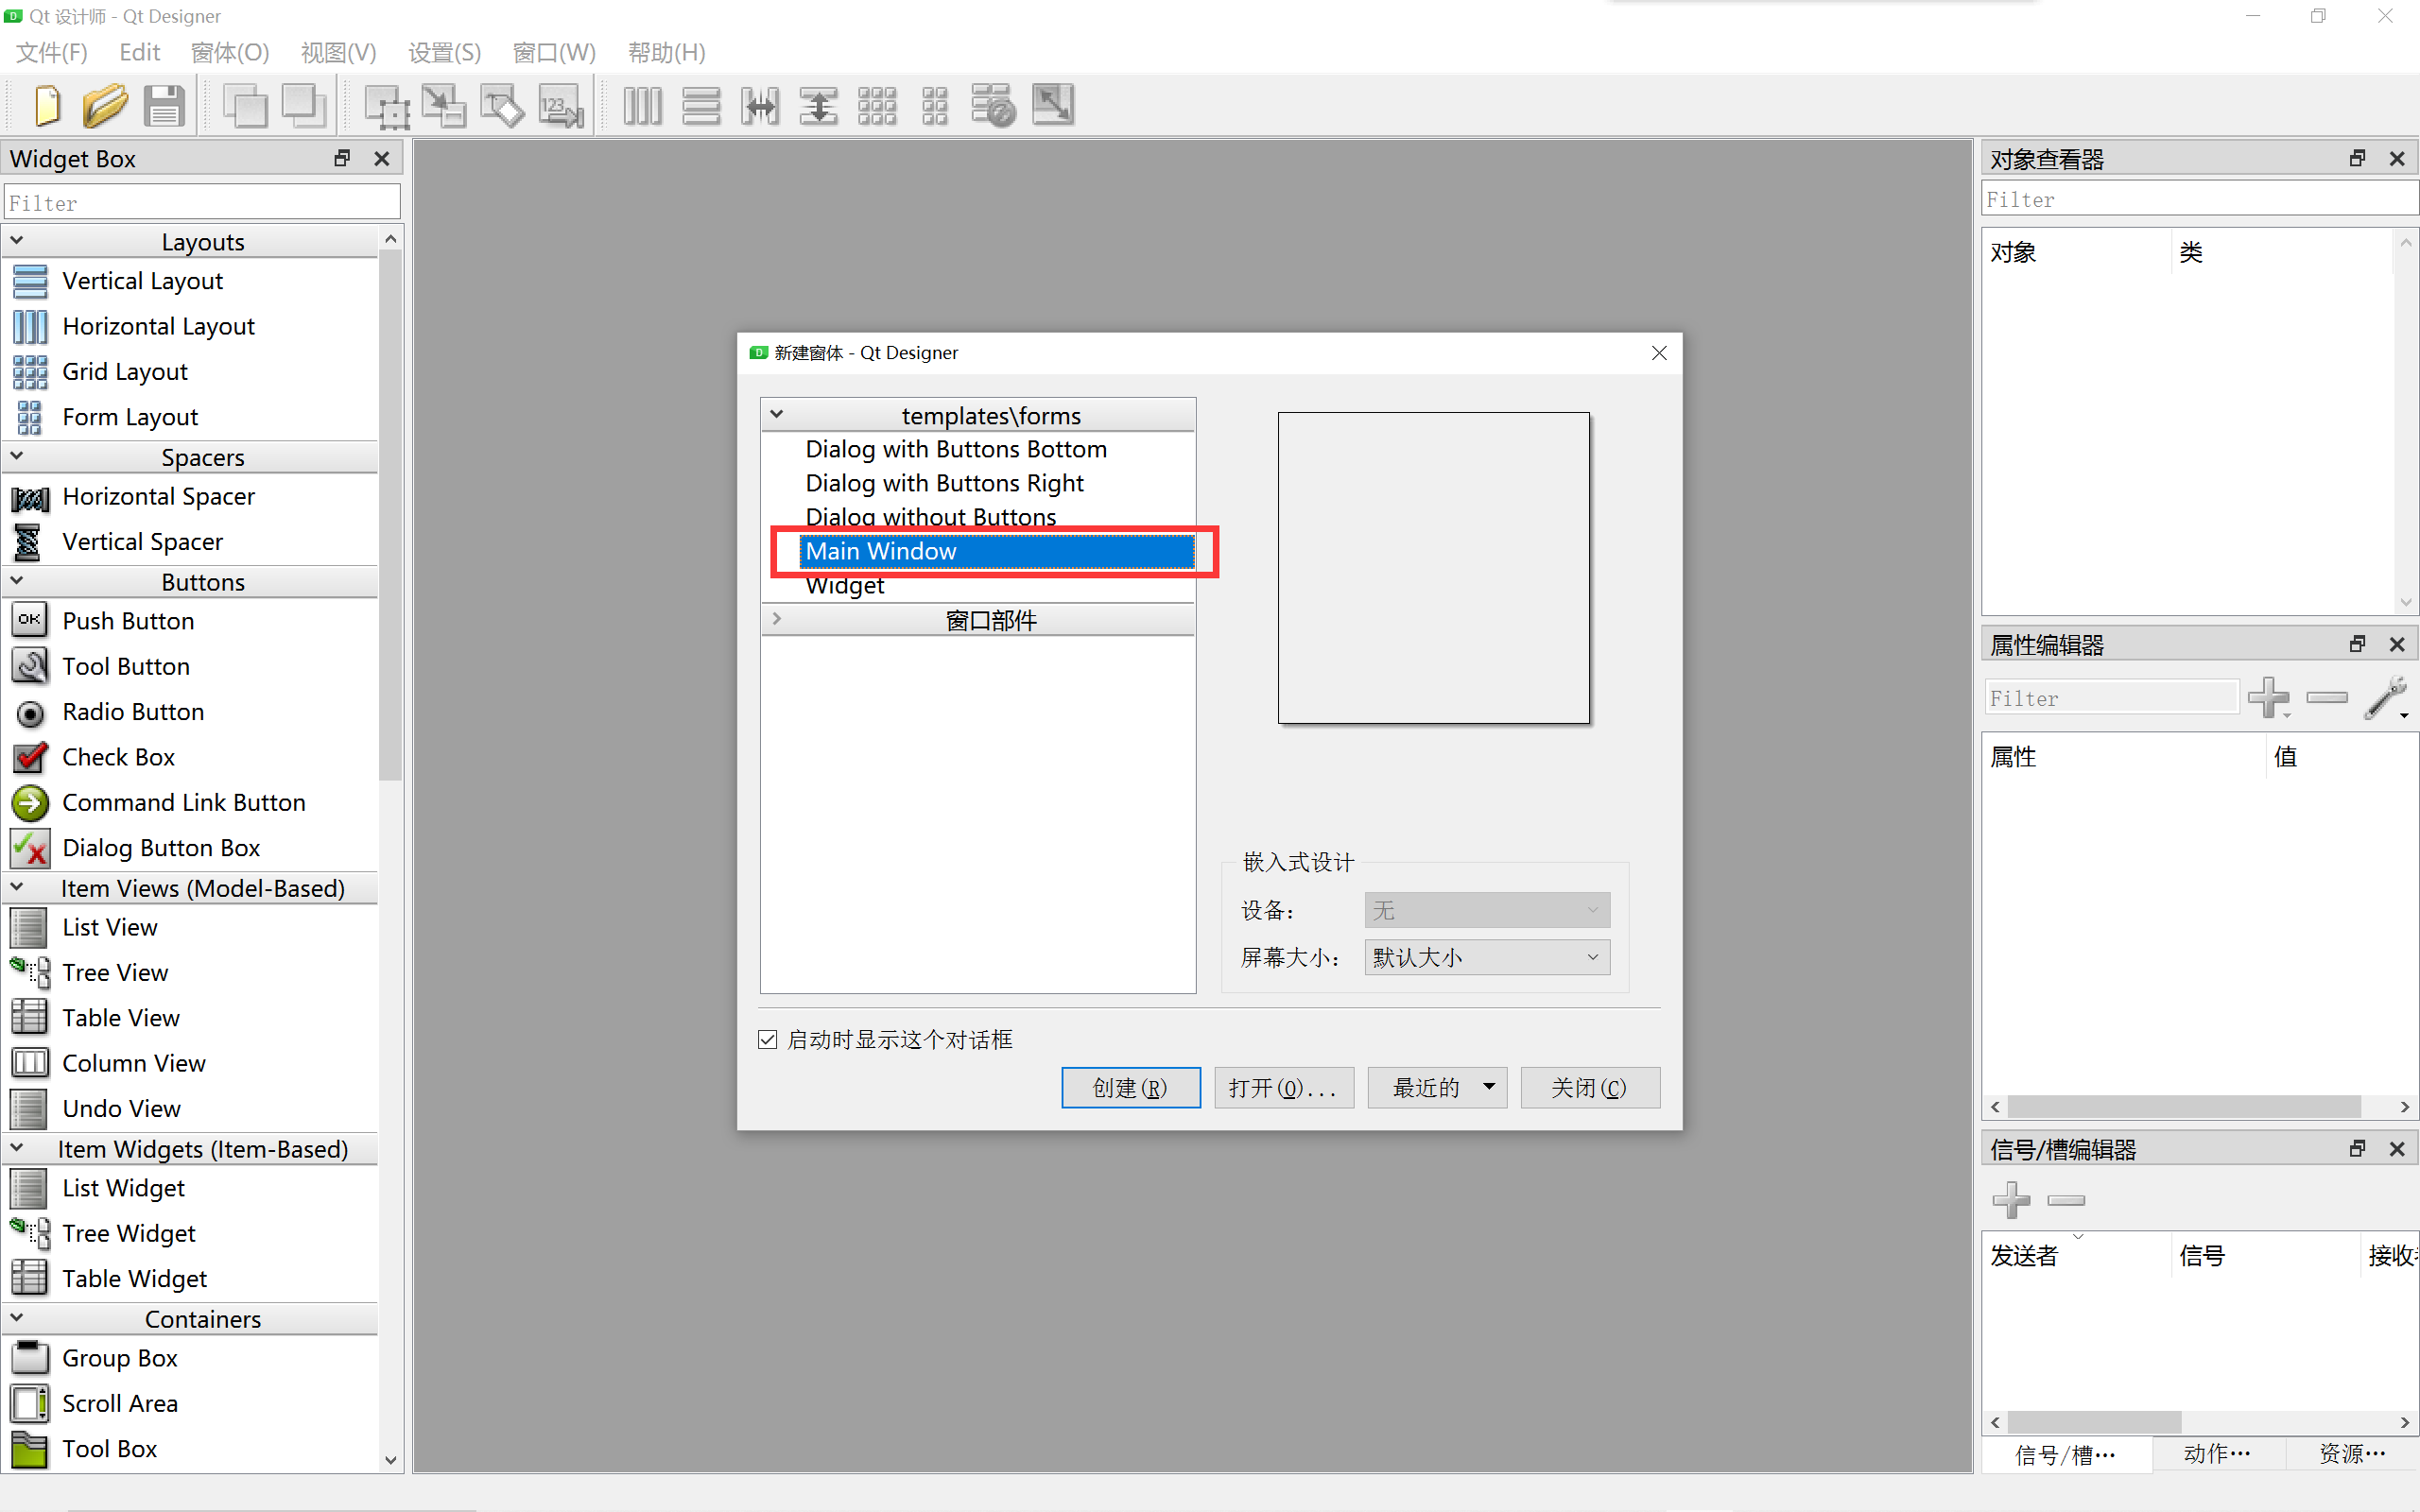 Qt 设计师 - Qt Designer
文件(F) Edit 窗体(O) 视图(V) 设置(S) 窗口(W) 帮助(H)
123
Widget Box
Filter
Layouts
Vertical Layout
Horizontal Layout
Grid Layout
Form Layout
Spacers
Horizontal Spacer
Vertical Spacer
Buttons
OK Push Button
Tool Button
Radio Button
Check Box
Command Link Button
Dialog Button Box
Item Views (Model-Based)
List View
Tree View
Table View
Column View
Undo View
Item Widgets (Item-Based)
List Widget
Tree Widget
Table Widget
Containers
Group Box
Scroll Area
Tool Box
新建窗体 - Qt Designer
templates\forms
Dialog with Buttons Bottom
Dialog with Buttons Right
Dialog without Buttons
Main Window
Widget
窗口部件
嵌入式设计
设备： 无
屏幕大小： 默认大小
启动时显示这个对话框
创建(R) 打开(O)... 最近的 关闭(C)
对象查看器
Filter
对象 类
属性编辑器
Filter
属性 值
信号/槽编辑器
发送者 信号 接收
信号/槽… 动作… 资源…